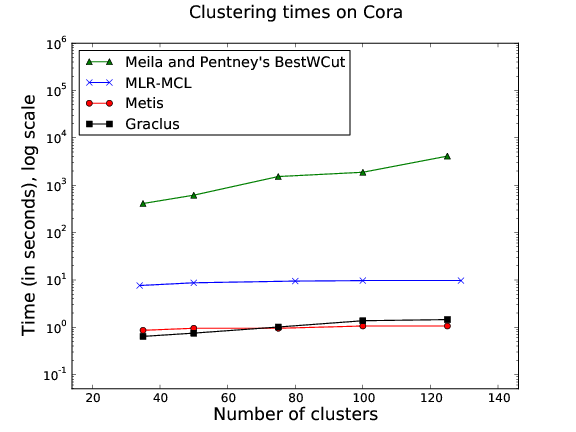 Clustering times on Cora
Meila and Pentney's BestWCut
MLR-MCL
Metis
Graclus
Time (in seconds), log scale
10^6
10^5
10^4
10^3
10^2
10^1
10^0
10^-1
20 40 60 80 100 120 140
Number of clusters